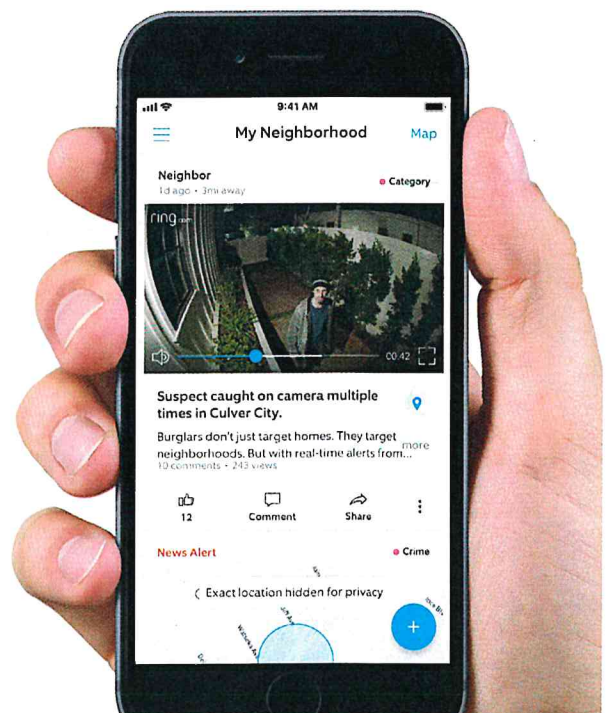 9:41 AM
My Neighborhood
Map
Neighbor
1d ago • 3mi away
Category
ring.com
00:42
Suspect caught on camera multiple
times in Culver City.
Burglars don't just target homes. They target
neighborhoods. But with real-time alerts from...
more
10 comments • 243 views
12
Comment
Share
News Alert
Crime
Exact location hidden for privacy